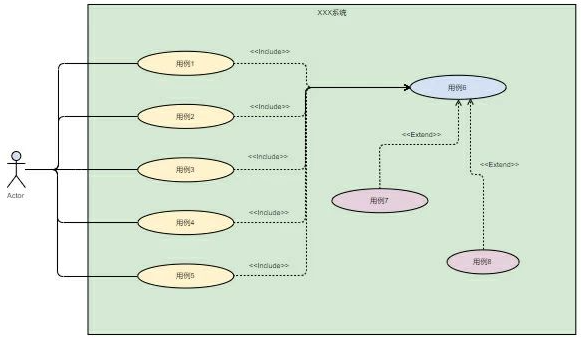 XXX系统
<<Include>>
用例1
用例6
<<Include>>
用例2
<<Extend>>
<<Include>>
用例3
<<Extend>>
Actor
用例7
<<Include>>
用例4
用例8
<<Include>>
用例5